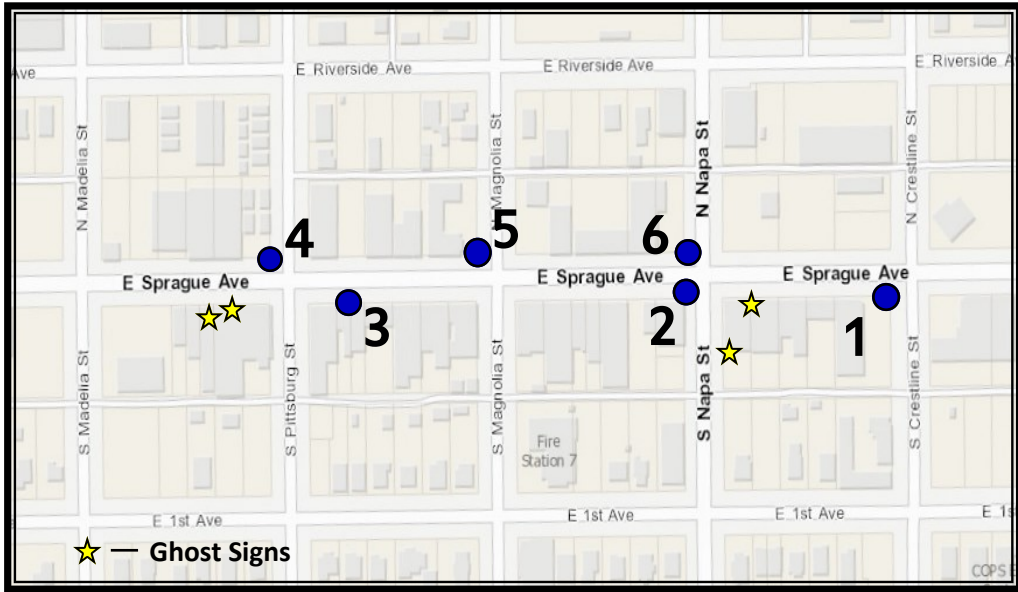 Ave
E Riverside Ave
E Riverside Ave
E Riverside A
N Madelia St
Magnolia St
N Napa St
N Crestline St
4
5
6
E Sprague Ave
E Sprague Ave
E Sprague Ave
3
2
1
S Madelia St
S Pittsburg St
S Magnolia St
S Napa St
S Crestline St
Fire
Station 7
E 1st Ave
E 1st Ave
E 1st Ave
E 1s
— Ghost Signs
COPS E